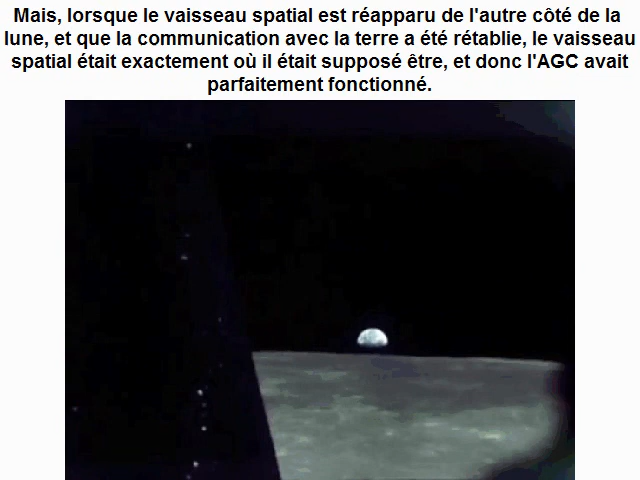 Mais, lorsque le vaisseau spatial est réapparu de l'autre côté de la
lune, et que la communication avec la terre a été rétablie, le vaisseau
spatial était exactement où il était supposé être, et donc l'AGC avait
parfaitement fonctionné.